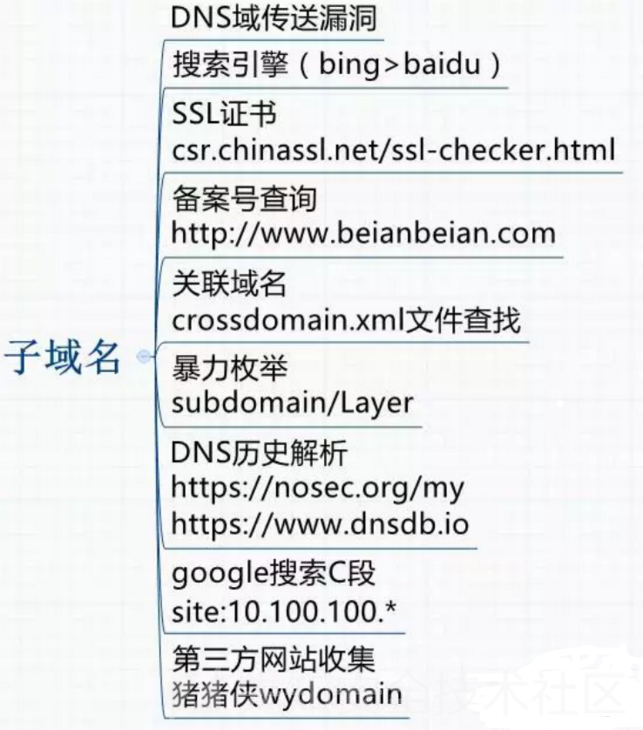 DNS域传送漏洞
搜索引擎（bing>baidu）
SSL证书
csr.chinassl.net/ssl-checker.html
备案号查询
http://www.beianbeian.com
关联域名
crossdomain.xml文件查找
子域名
暴力枚举
subdomain/Layer
DNS历史解析
https://nosec.org/my
https://www.dnsdb.io
google搜索C段
site:10.100.100.*
第三方网站收集
猪猪侠wydomain
技术社区